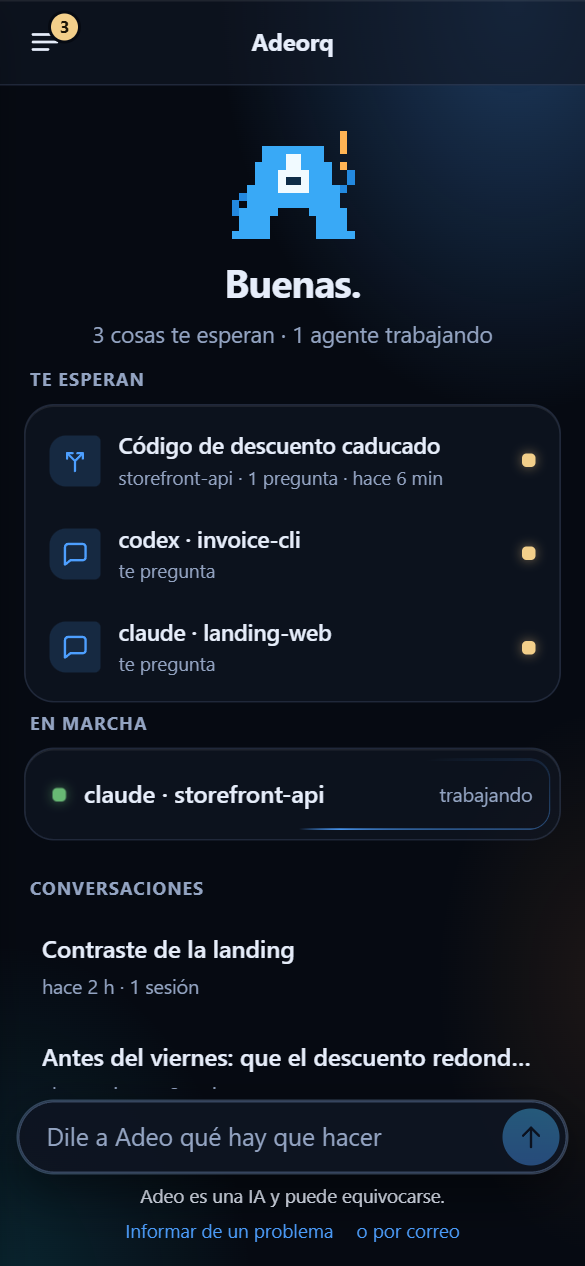 3
Adeorq
Buenas.
3 cosas te esperan · 1 agente trabajando
TE ESPERAN
Código de descuento caducado
storefront-api · 1 pregunta · hace 6 min
codex · invoice-cli
te pregunta
claude · landing-web
te pregunta
EN MARCHA
claude · storefront-api
trabajando
CONVERSACIONES
Contraste de la landing
hace 2 h · 1 sesión
Antes del viernes: que el descuento redond...
Dile a Adeo qué hay que hacer
Adeo es una IA y puede equivocarse.
Informar de un problema o por correo